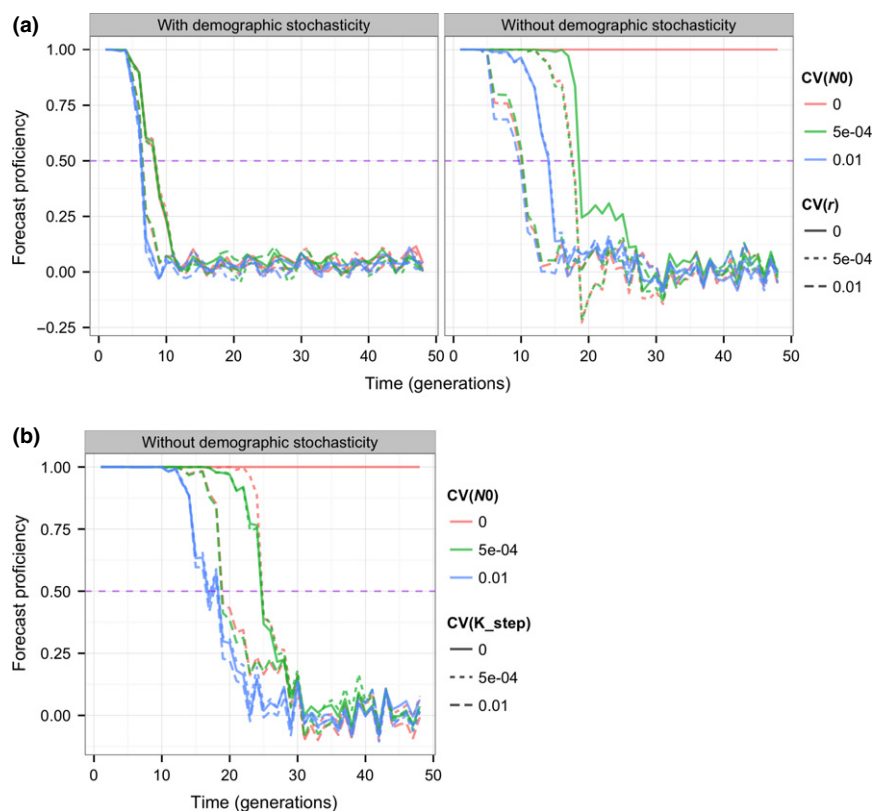 (a)
With demographic stochasticity
Without demographic stochasticity
Forecast proficiency
1.00
0.75
0.50
0.25
0.00
−0.25
0 10 20 30 40 50
0 10 20 30 40 50
Time (generations)
Time (generations)
CV(N0)
0
5e-04
0.01
CV(r)
0
5e-04
0.01
(b)
Without demographic stochasticity
Forecast proficiency
1.00
0.75
0.50
0.25
0.00
0 10 20 30 40 50
Time (generations)
CV(N0)
0
5e-04
0.01
CV(K_step)
0
5e-04
0.01